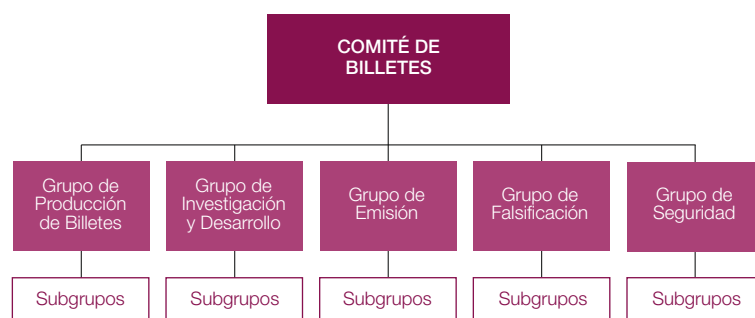 COMITÉ DE
BILLETES
Grupo de
Producción
de Billetes
Grupo de
Investigación
y Desarrollo
Grupo de
Emisión
Grupo de
Falsificación
Grupo de
Seguridad
Subgrupos
Subgrupos
Subgrupos
Subgrupos
Subgrupos